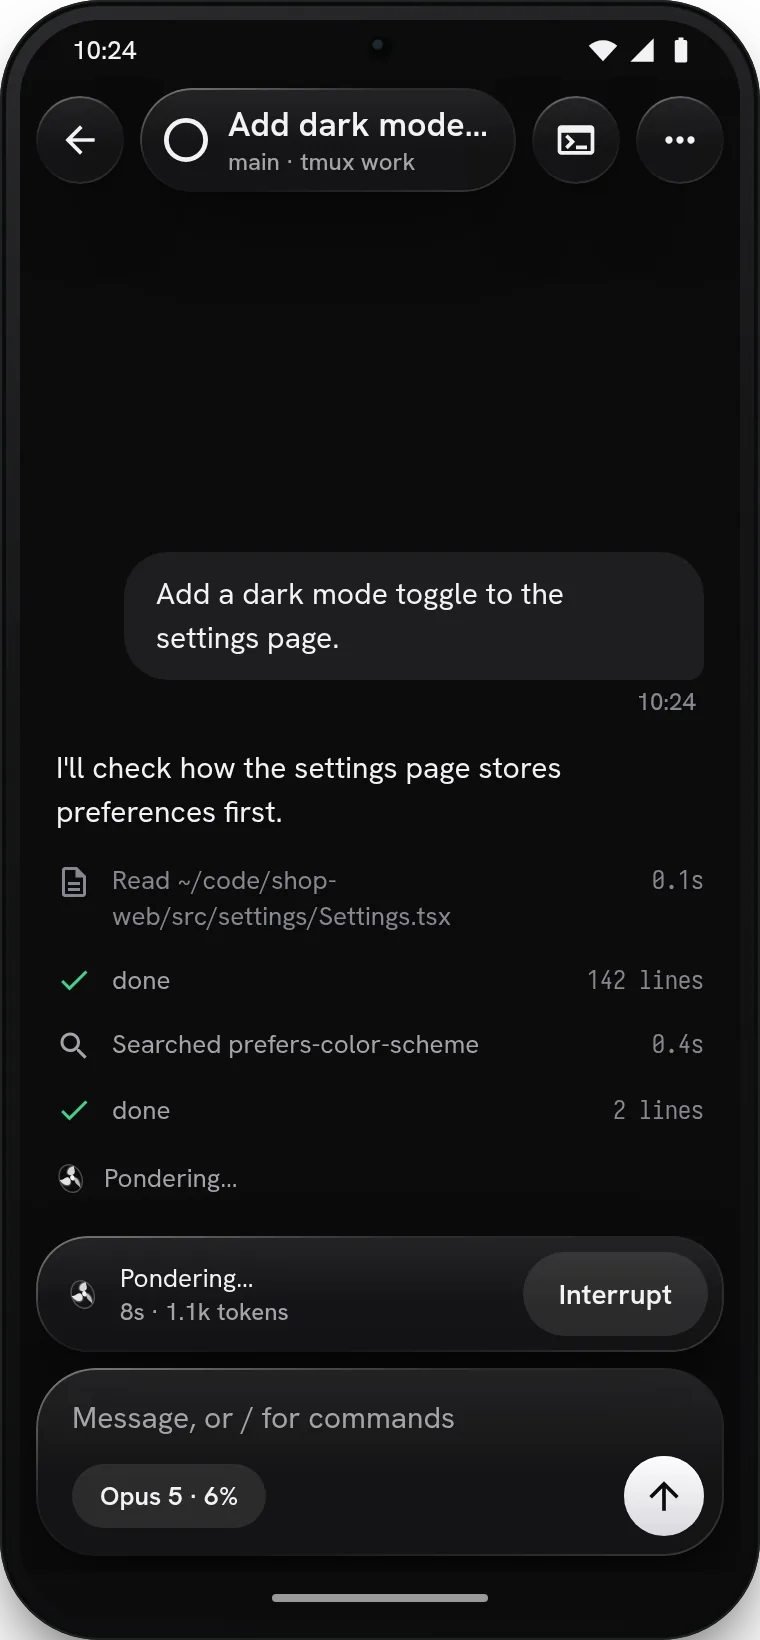 10:24
Add dark mode...
main · tmux work
Add a dark mode toggle to the
settings page.
10:24
I'll check how the settings page stores
preferences first.
Read ~/code/shop-
web/src/settings/Settings.tsx
0.1s
done
142 lines
Searched prefers-color-scheme
0.4s
done
2 lines
Pondering...
Pondering...
8s · 1.1k tokens
Interrupt
Message, or / for commands
Opus 5 · 6%